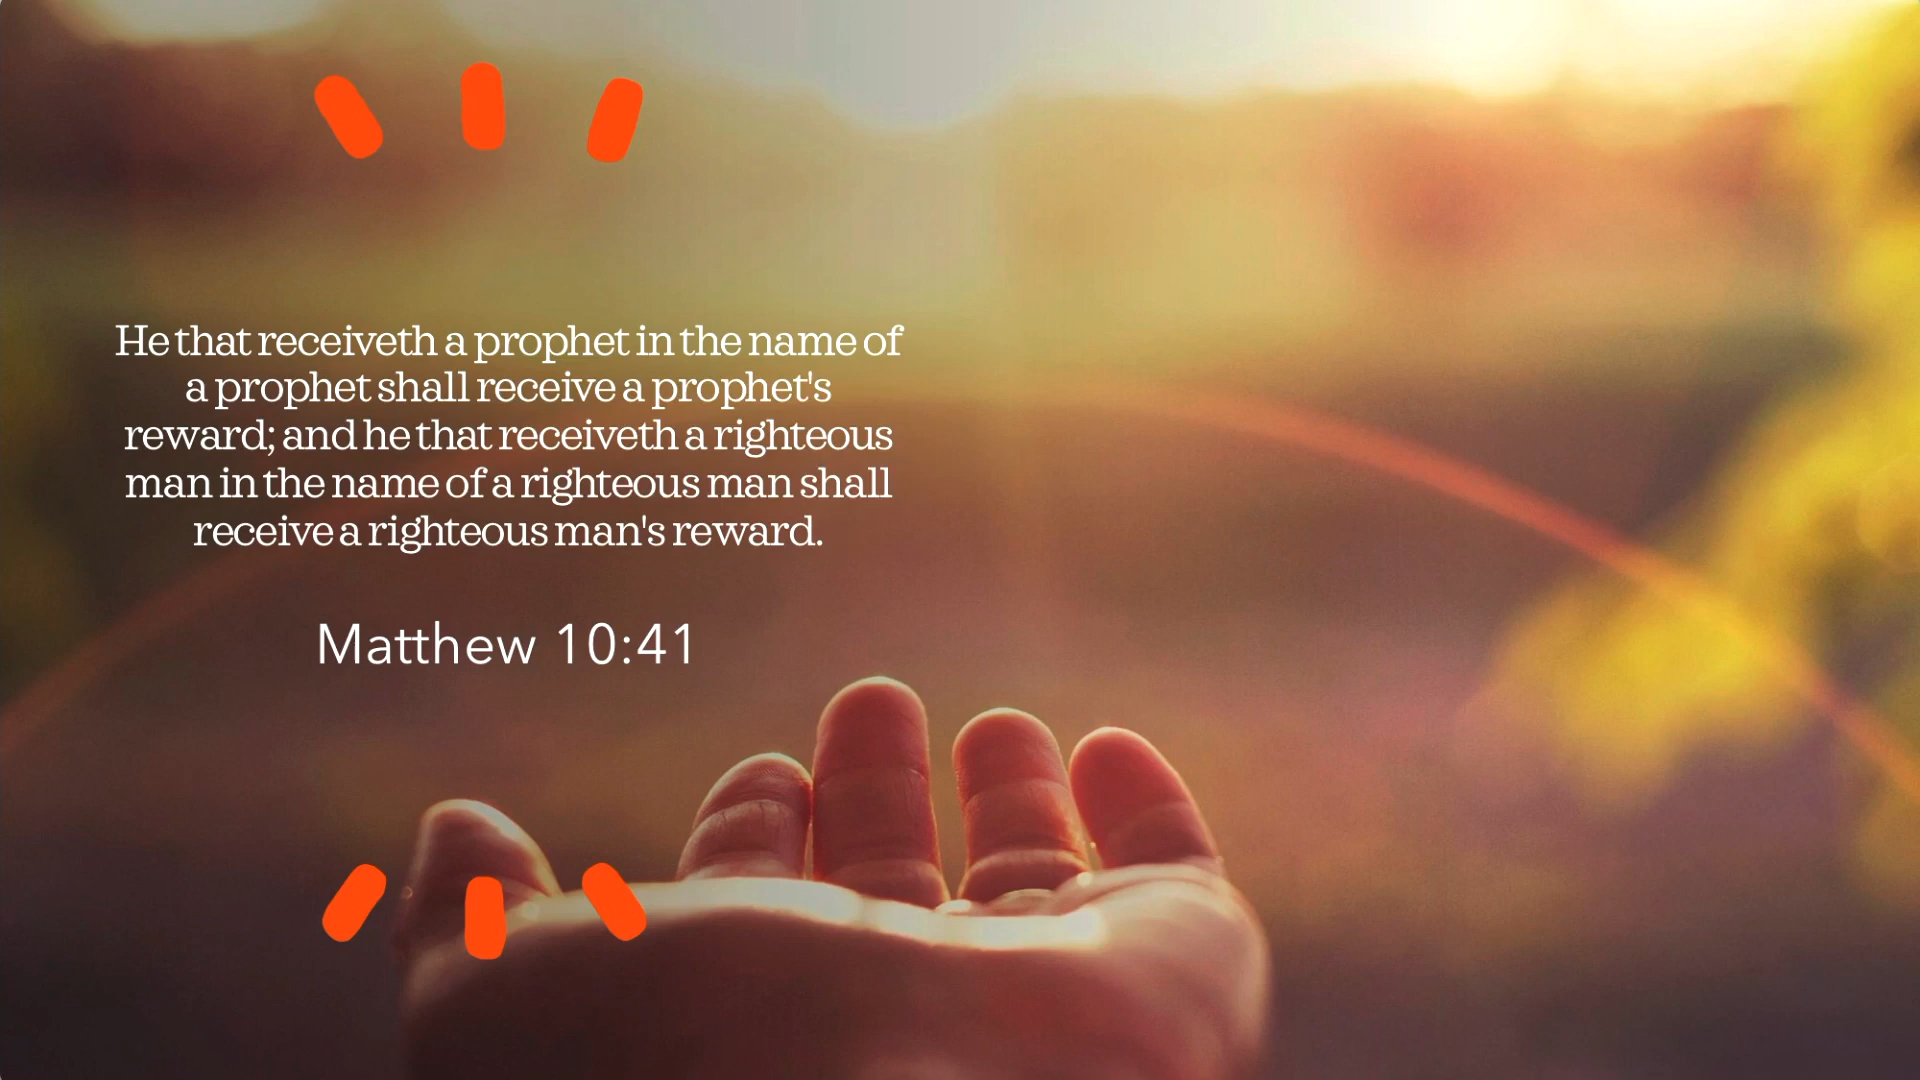 He that receiveth a prophet in the name of
a prophet shall receive a prophet's
reward; and he that receiveth a righteous
man in the name of a righteous man shall
receive a righteous man's reward.
Matthew 10:41